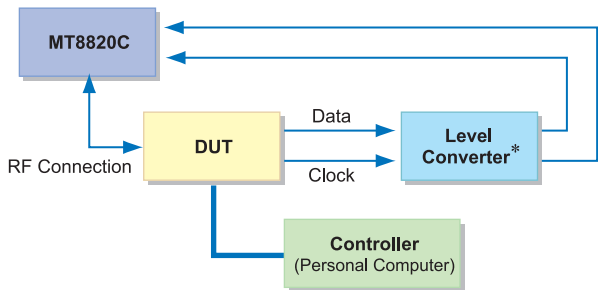 MT8820C
Data
DUT
Level
Converter*
RF Connection
Clock
Controller
(Personal Computer)